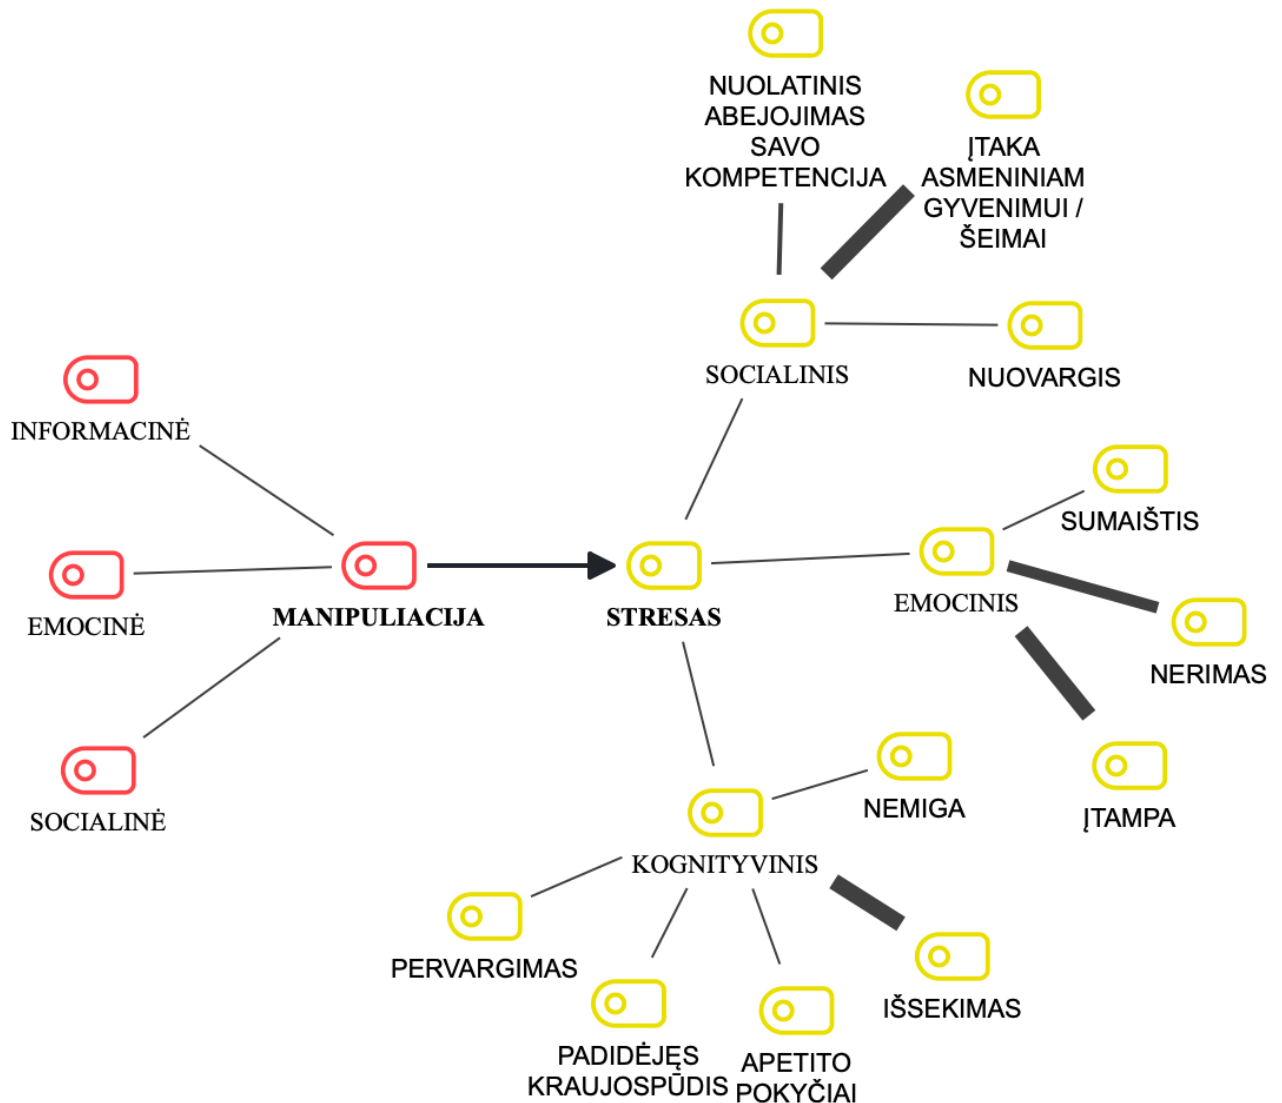 NUOLATINIS
ABEJOJIMAS
SAVO
KOMPETENCIJA
ĮTAKA
ASMENINIAM
GYVENIMUI /
ŠEIMAI
SOCIALINIS
NUOVARGIS
INFORMACINĖ
SUMAIŠTIS
EMOCINĖ
MANIPULIACIJA
STRESAS
EMOCINIS
NERIMAS
SOCIALINĖ
NEMIGA
ĮTAMPA
KOGNITYVINIS
PERVARGIMAS
IŠSEKIMAS
PADIDĖJĘS
KRAUJOSPŪDIS
APETITO
POKYČIAI